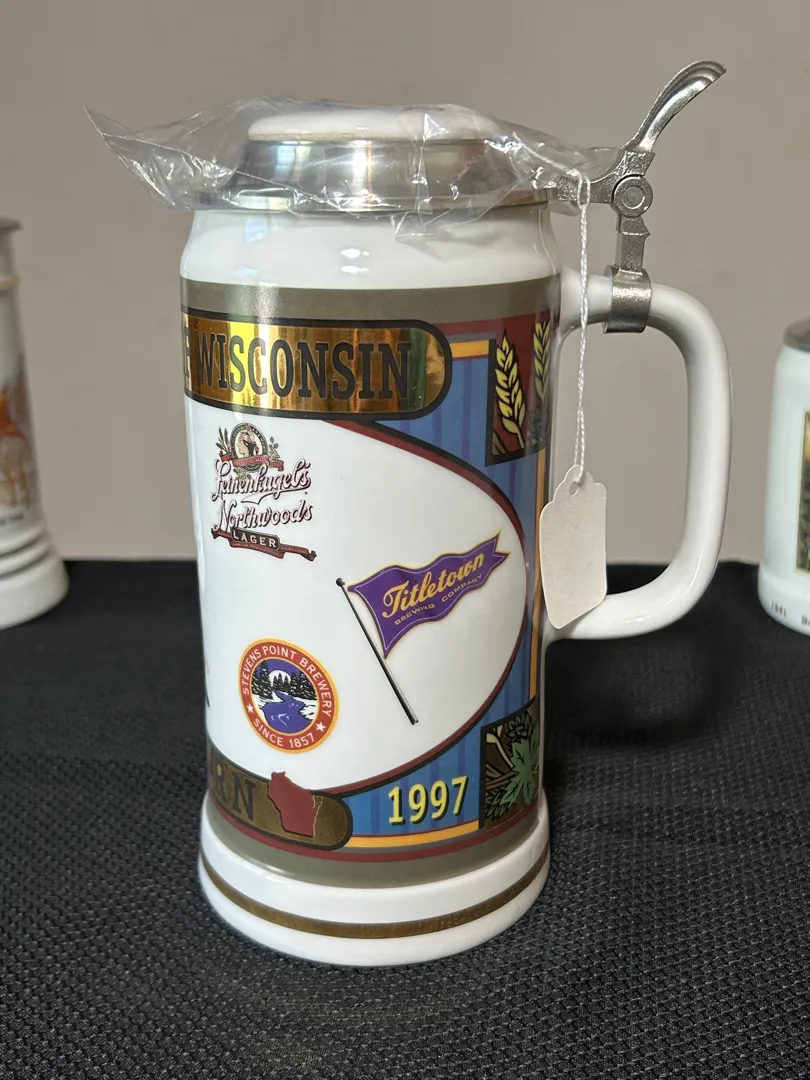 WISCONSIN
Leinenkugel's
Northwoods
LAGER
Titletown
BREWING COMPANY
STEVENS POINT BREWERY
SINCE 1857
RN
1997